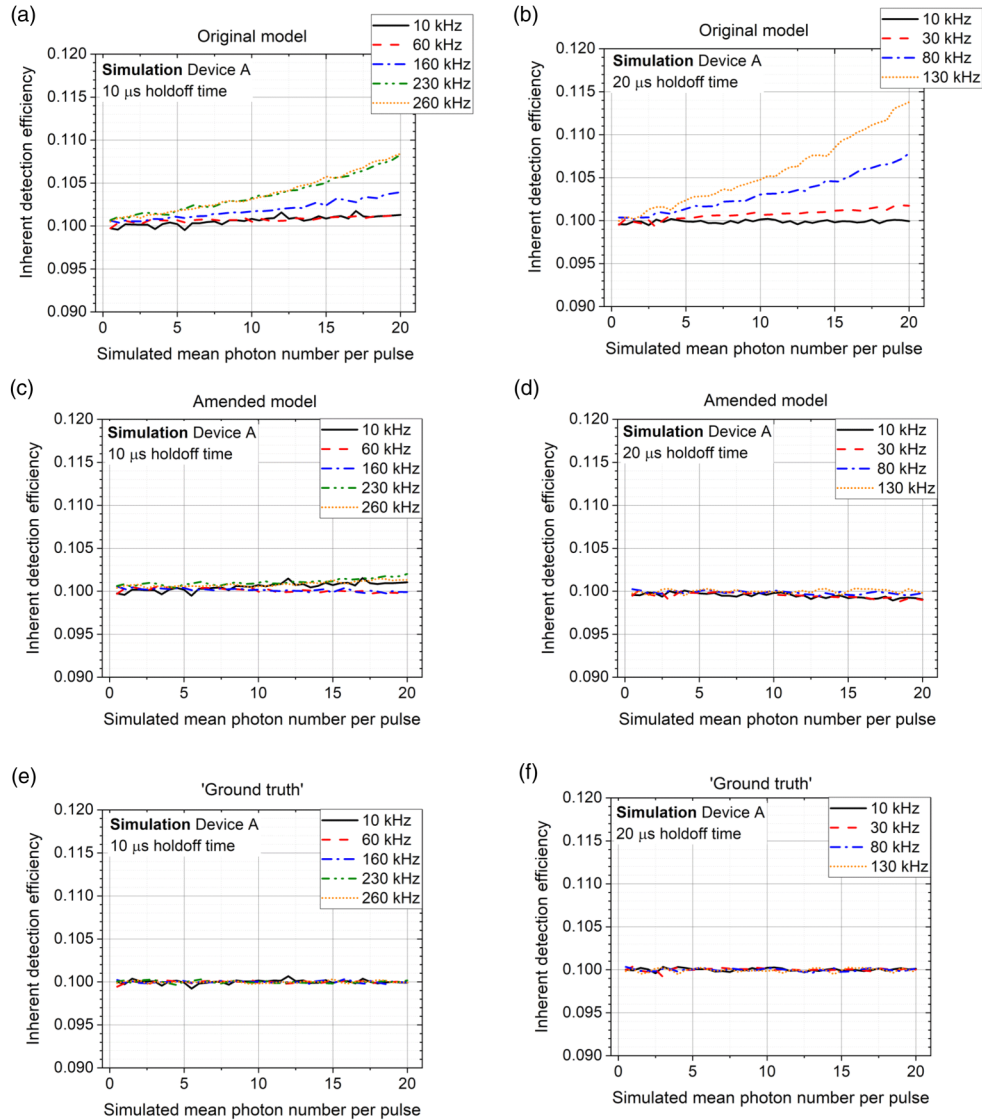 (a)
Original model
Simulation Device A
10 μs holdoff time
10 kHz
60 kHz
160 kHz
230 kHz
260 kHz
0.120
0.115
0.110
0.105
0.100
0.095
0.090
Inherent detection efficiency
0
5
10
15
20
Simulated mean photon number per pulse
(b)
Original model
Simulation Device A
20 μs holdoff time
10 kHz
30 kHz
80 kHz
130 kHz
0.120
0.115
0.110
0.105
0.100
0.095
0.090
Inherent detection efficiency
0
5
10
15
20
Simulated mean photon number per pulse
(c)
Amended model
Simulation Device A
10 μs holdoff time
10 kHz
60 kHz
160 kHz
230 kHz
260 kHz
0.120
0.115
0.110
0.105
0.100
0.095
0.090
Inherent detection efficiency
0
5
10
15
20
Simulated mean photon number per pulse
(d)
Amended model
Simulation Device A
20 μs holdoff time
10 kHz
30 kHz
80 kHz
130 kHz
0.120
0.115
0.110
0.105
0.100
0.095
0.090
Inherent detection efficiency
0
5
10
15
20
Simulated mean photon number per pulse
(e)
'Ground truth'
Simulation Device A
10 μs holdoff time
10 kHz
60 kHz
160 kHz
230 kHz
260 kHz
0.120
0.115
0.110
0.105
0.100
0.095
0.090
Inherent detection efficiency
0
5
10
15
20
Simulated mean photon number per pulse
(f)
'Ground truth'
Simulation Device A
20 μs holdoff time
10 kHz
30 kHz
80 kHz
130 kHz
0.120
0.115
0.110
0.105
0.100
0.095
0.090
Inherent detection efficiency
0
5
10
15
20
Simulated mean photon number per pulse